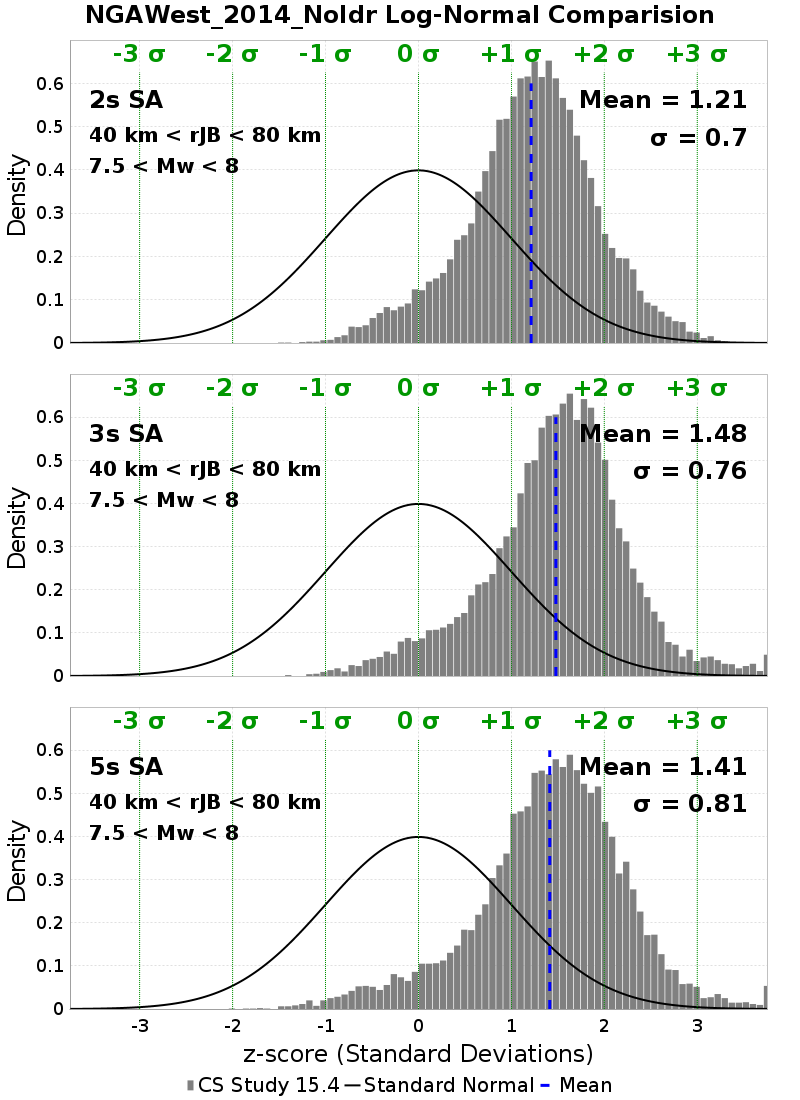 NGAWest_2014_NoIdr Log-Normal Comparision
-3 σ -2 σ -1 σ 0 σ +1 σ +2 σ +3 σ
2s SA
Mean = 1.21
40 km < rJB < 80 km
σ = 0.7
7.5 < Mw < 8
0.6
0.5
0.4
0.3
0.2
0.1
0
Density
-3 σ -2 σ -1 σ 0 σ +1 σ +2 σ +3 σ
3s SA
Mean = 1.48
40 km < rJB < 80 km
σ = 0.76
7.5 < Mw < 8
0.6
0.5
0.4
0.3
0.2
0.1
0
Density
-3 σ -2 σ -1 σ 0 σ +1 σ +2 σ +3 σ
5s SA
Mean = 1.41
40 km < rJB < 80 km
σ = 0.81
7.5 < Mw < 8
0.6
0.5
0.4
0.3
0.2
0.1
0
Density
-3 -2 -1 0 1 2 3
z-score (Standard Deviations)
CS Study 15.4 Standard Normal Mean